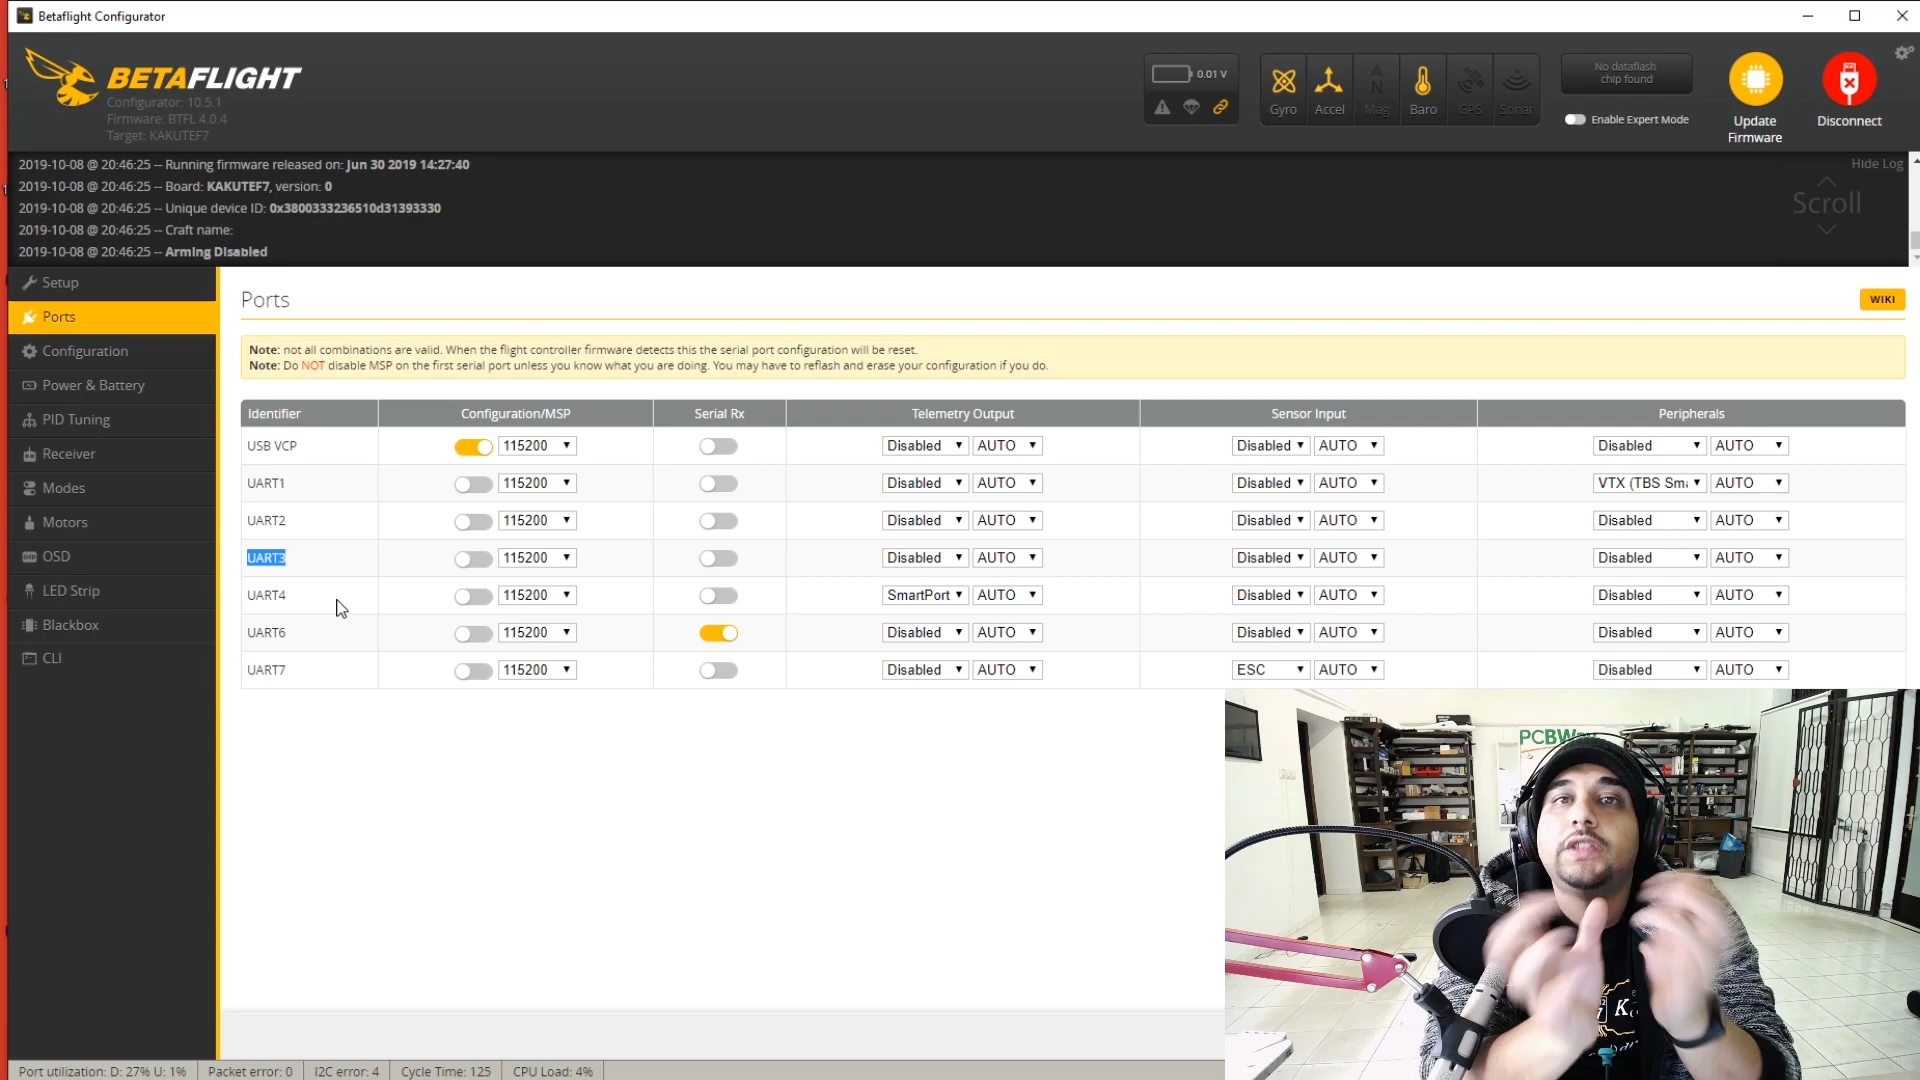 Betaflight Configurator
BETAFLIGHT
Configurator: 10.5.1
Firmware: BTFL 4.0.4
Target: KAKUTEF7
0.01 V
Gyro Accel Mag Baro GPS Sonar
No dataflash
chip found
Enable Expert Mode
Update
Firmware
Disconnect
2019-10-08 @ 20:46:25 -- Running firmware released on: Jun 30 2019 14:27:40
2019-10-08 @ 20:46:25 -- Board: KAKUTEF7, version: 0
2019-10-08 @ 20:46:25 -- Unique device ID: 0x3800333236510d31393330
2019-10-08 @ 20:46:25 -- Craft name:
2019-10-08 @ 20:46:25 -- Arming Disabled
Hide Log
Scroll
Setup
Ports
Configuration
Power & Battery
PID Tuning
Receiver
Modes
Motors
OSD
LED Strip
Blackbox
CLI
Ports
WIKI
Note: not all combinations are valid. When the flight controller firmware detects this the serial port configuration will be reset.
Note: Do NOT disable MSP on the first serial port unless you know what you are doing. You may have to reflash and erase your configuration if you do.
Identifier Configuration/MSP Serial Rx Telemetry Output Sensor Input Peripherals
USB VCP 115200 Disabled AUTO Disabled AUTO Disabled AUTO
UART1 115200 Disabled AUTO Disabled AUTO VTX (TBS Sma AUTO
UART2 115200 Disabled AUTO Disabled AUTO Disabled AUTO
UART3 115200 Disabled AUTO Disabled AUTO Disabled AUTO
UART4 115200 SmartPort AUTO Disabled AUTO Disabled AUTO
UART6 115200 Disabled AUTO Disabled AUTO Disabled AUTO
UART7 115200 Disabled AUTO ESC AUTO Disabled AUTO
PCBW
Port utilization: D: 27% U: 1% Packet error: 0 I2C error: 4 Cycle Time: 125 CPU Load: 4%